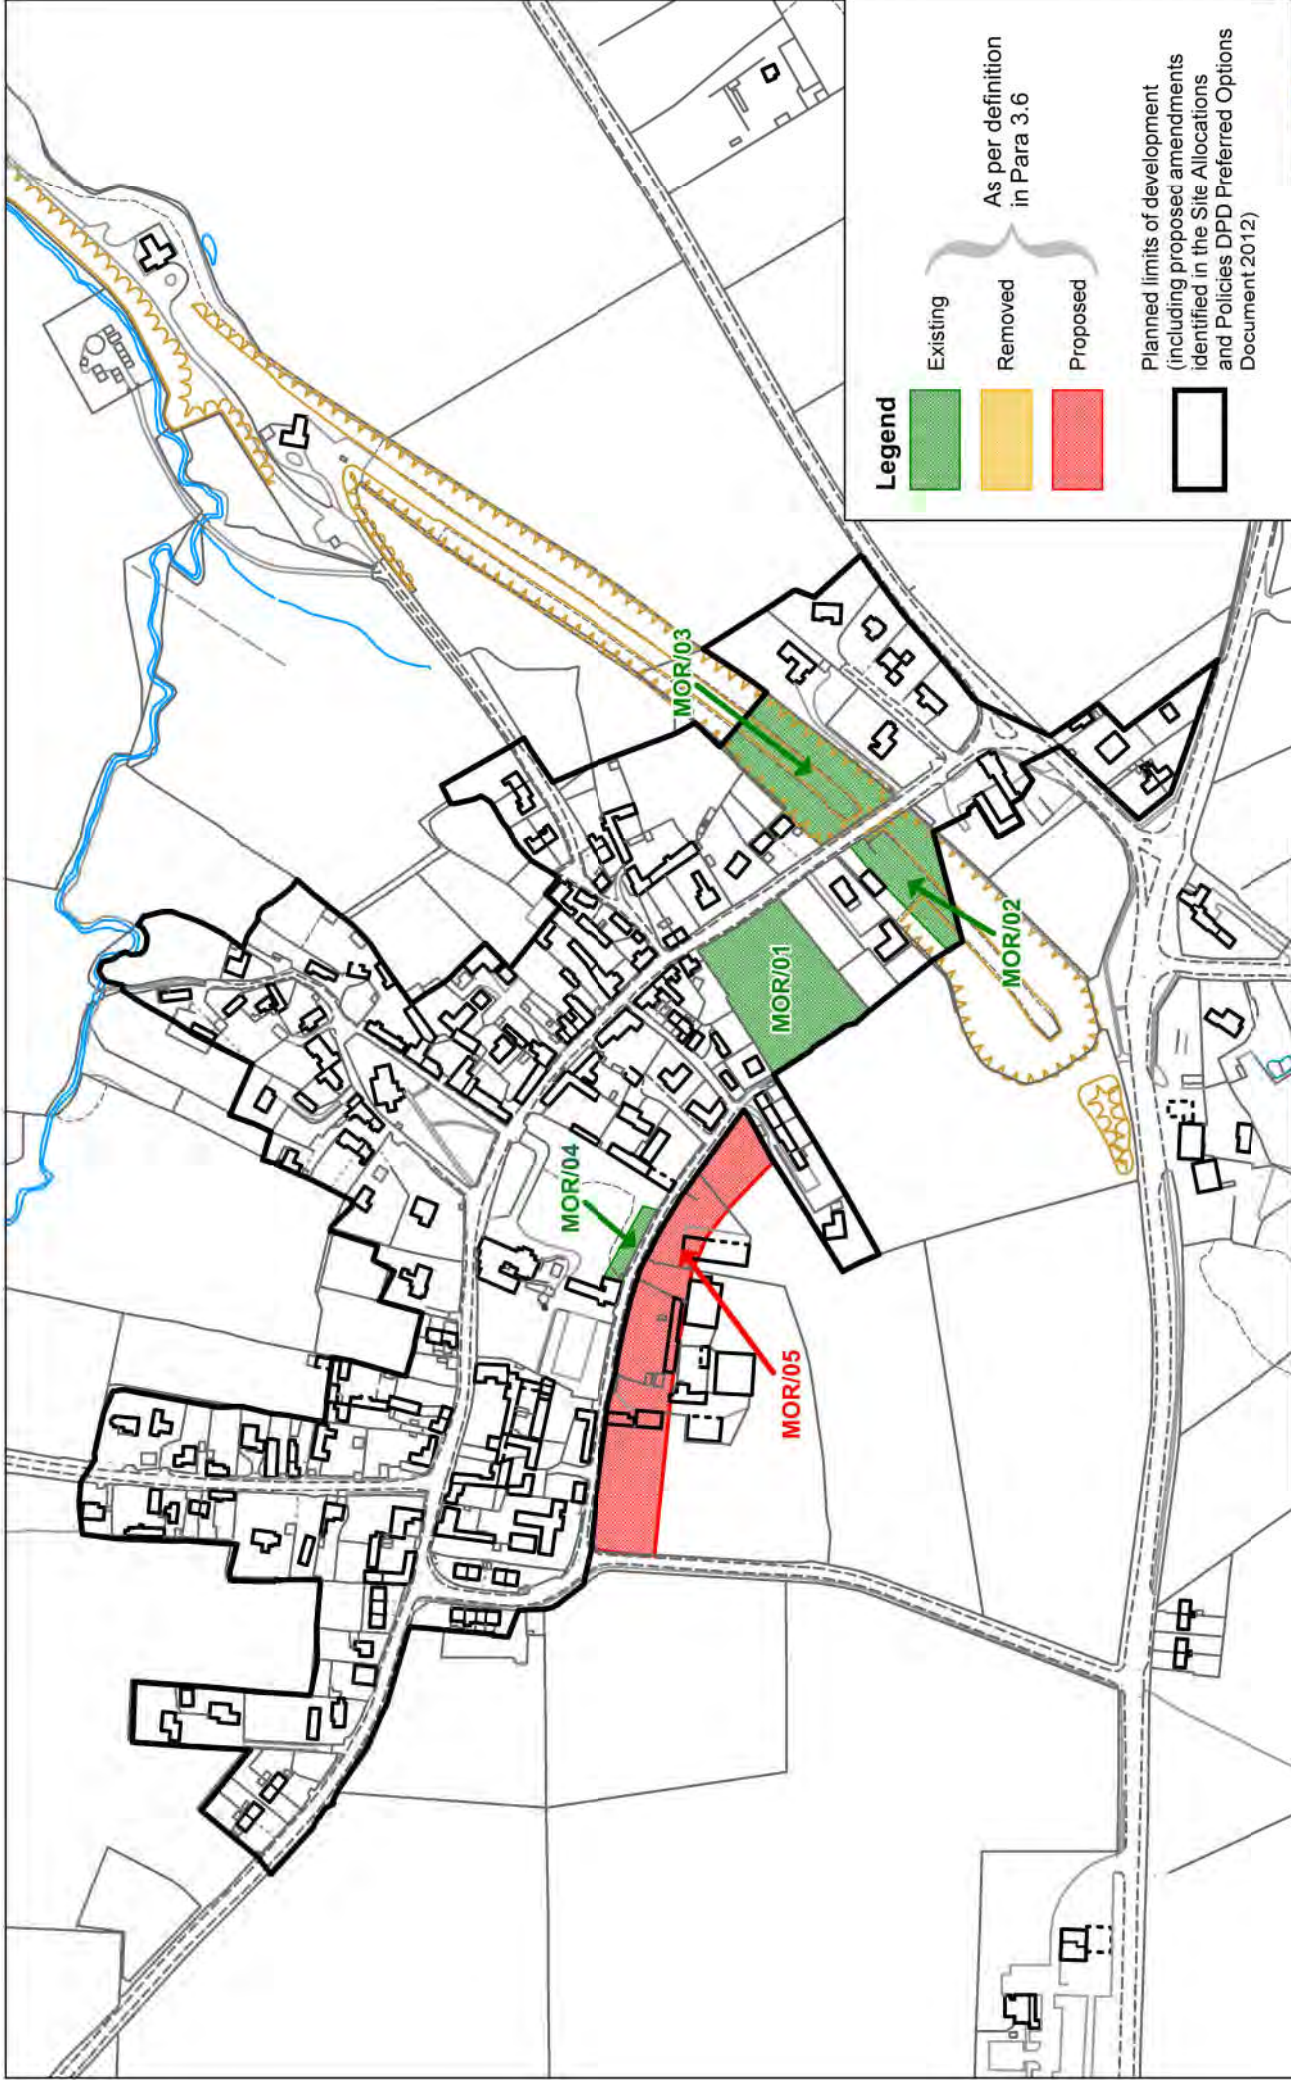 MOR/03
MOR/02
MOR/01
MOR/04
MOR/05
Legend
Existing
Removed
Proposed
As per definition
in Para 3.6
Planned limits of development
(including proposed amendments
identified in the Site Allocations
and Policies DPD Preferred Options
Document 2012)